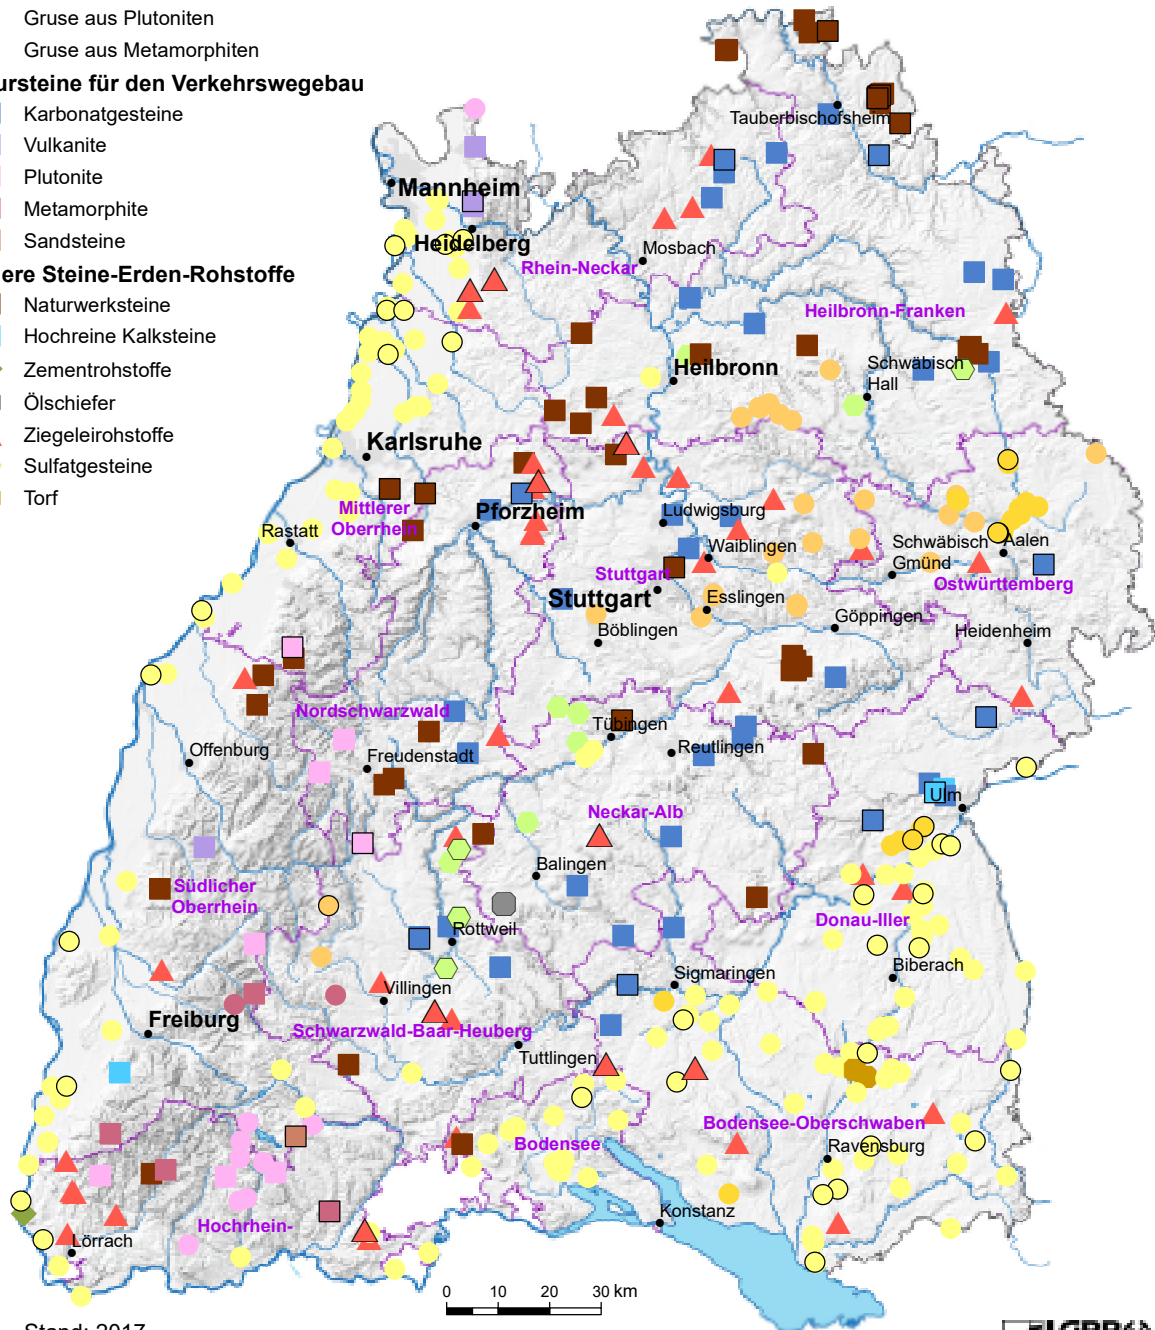 Gruse aus Plutoniten
Gruse aus Metamorphiten
ursteine für den Verkehrswegebau
Karbonatgesteine
Vulkanite
Plutonite
Metamorphite
Sandsteine
ere Steine-Erden-Rohstoffe
Naturwerksteine
Hochreine Kalksteine
Zementrohstoffe
Ölschiefer
Ziegeleirohstoffe
Sulfatgesteine
Torf
Tauberbischofsheim
Mannheim
Heidelberg
Mosbach
Rhein-Neckar
Heilbronn-Franken
Heilbronn
Schwäbisch
Hall
Karlsruhe
Mittlerer
Oberrhein
Pforzheim
Ludwigsburg
Rastatt
Waiblingen
Schwäbisch
Gmünd
Aalen
Stuttgart
Ostwürttemberg
Stuttgart
Esslingen
Göppingen
Böblingen
Heidenheim
Nordschwarzwald
Tübingen
Offenburg
Freudenstadt
Reutlingen
Ulm
Neckar-Alb
Balingen
Südlicher
Oberrhein
Donau-Iller
Rottweil
Biberach
Sigmaringen
Villingen
Freiburg
Schwarzwald-Baar-Heuberg
Tuttlingen
Bodensee-Oberschwaben
Bodensee
Ravensburg
Konstanz
Hochrhein-
Lörrach
0 10 20 30 km
Stand: 2017
LGRB